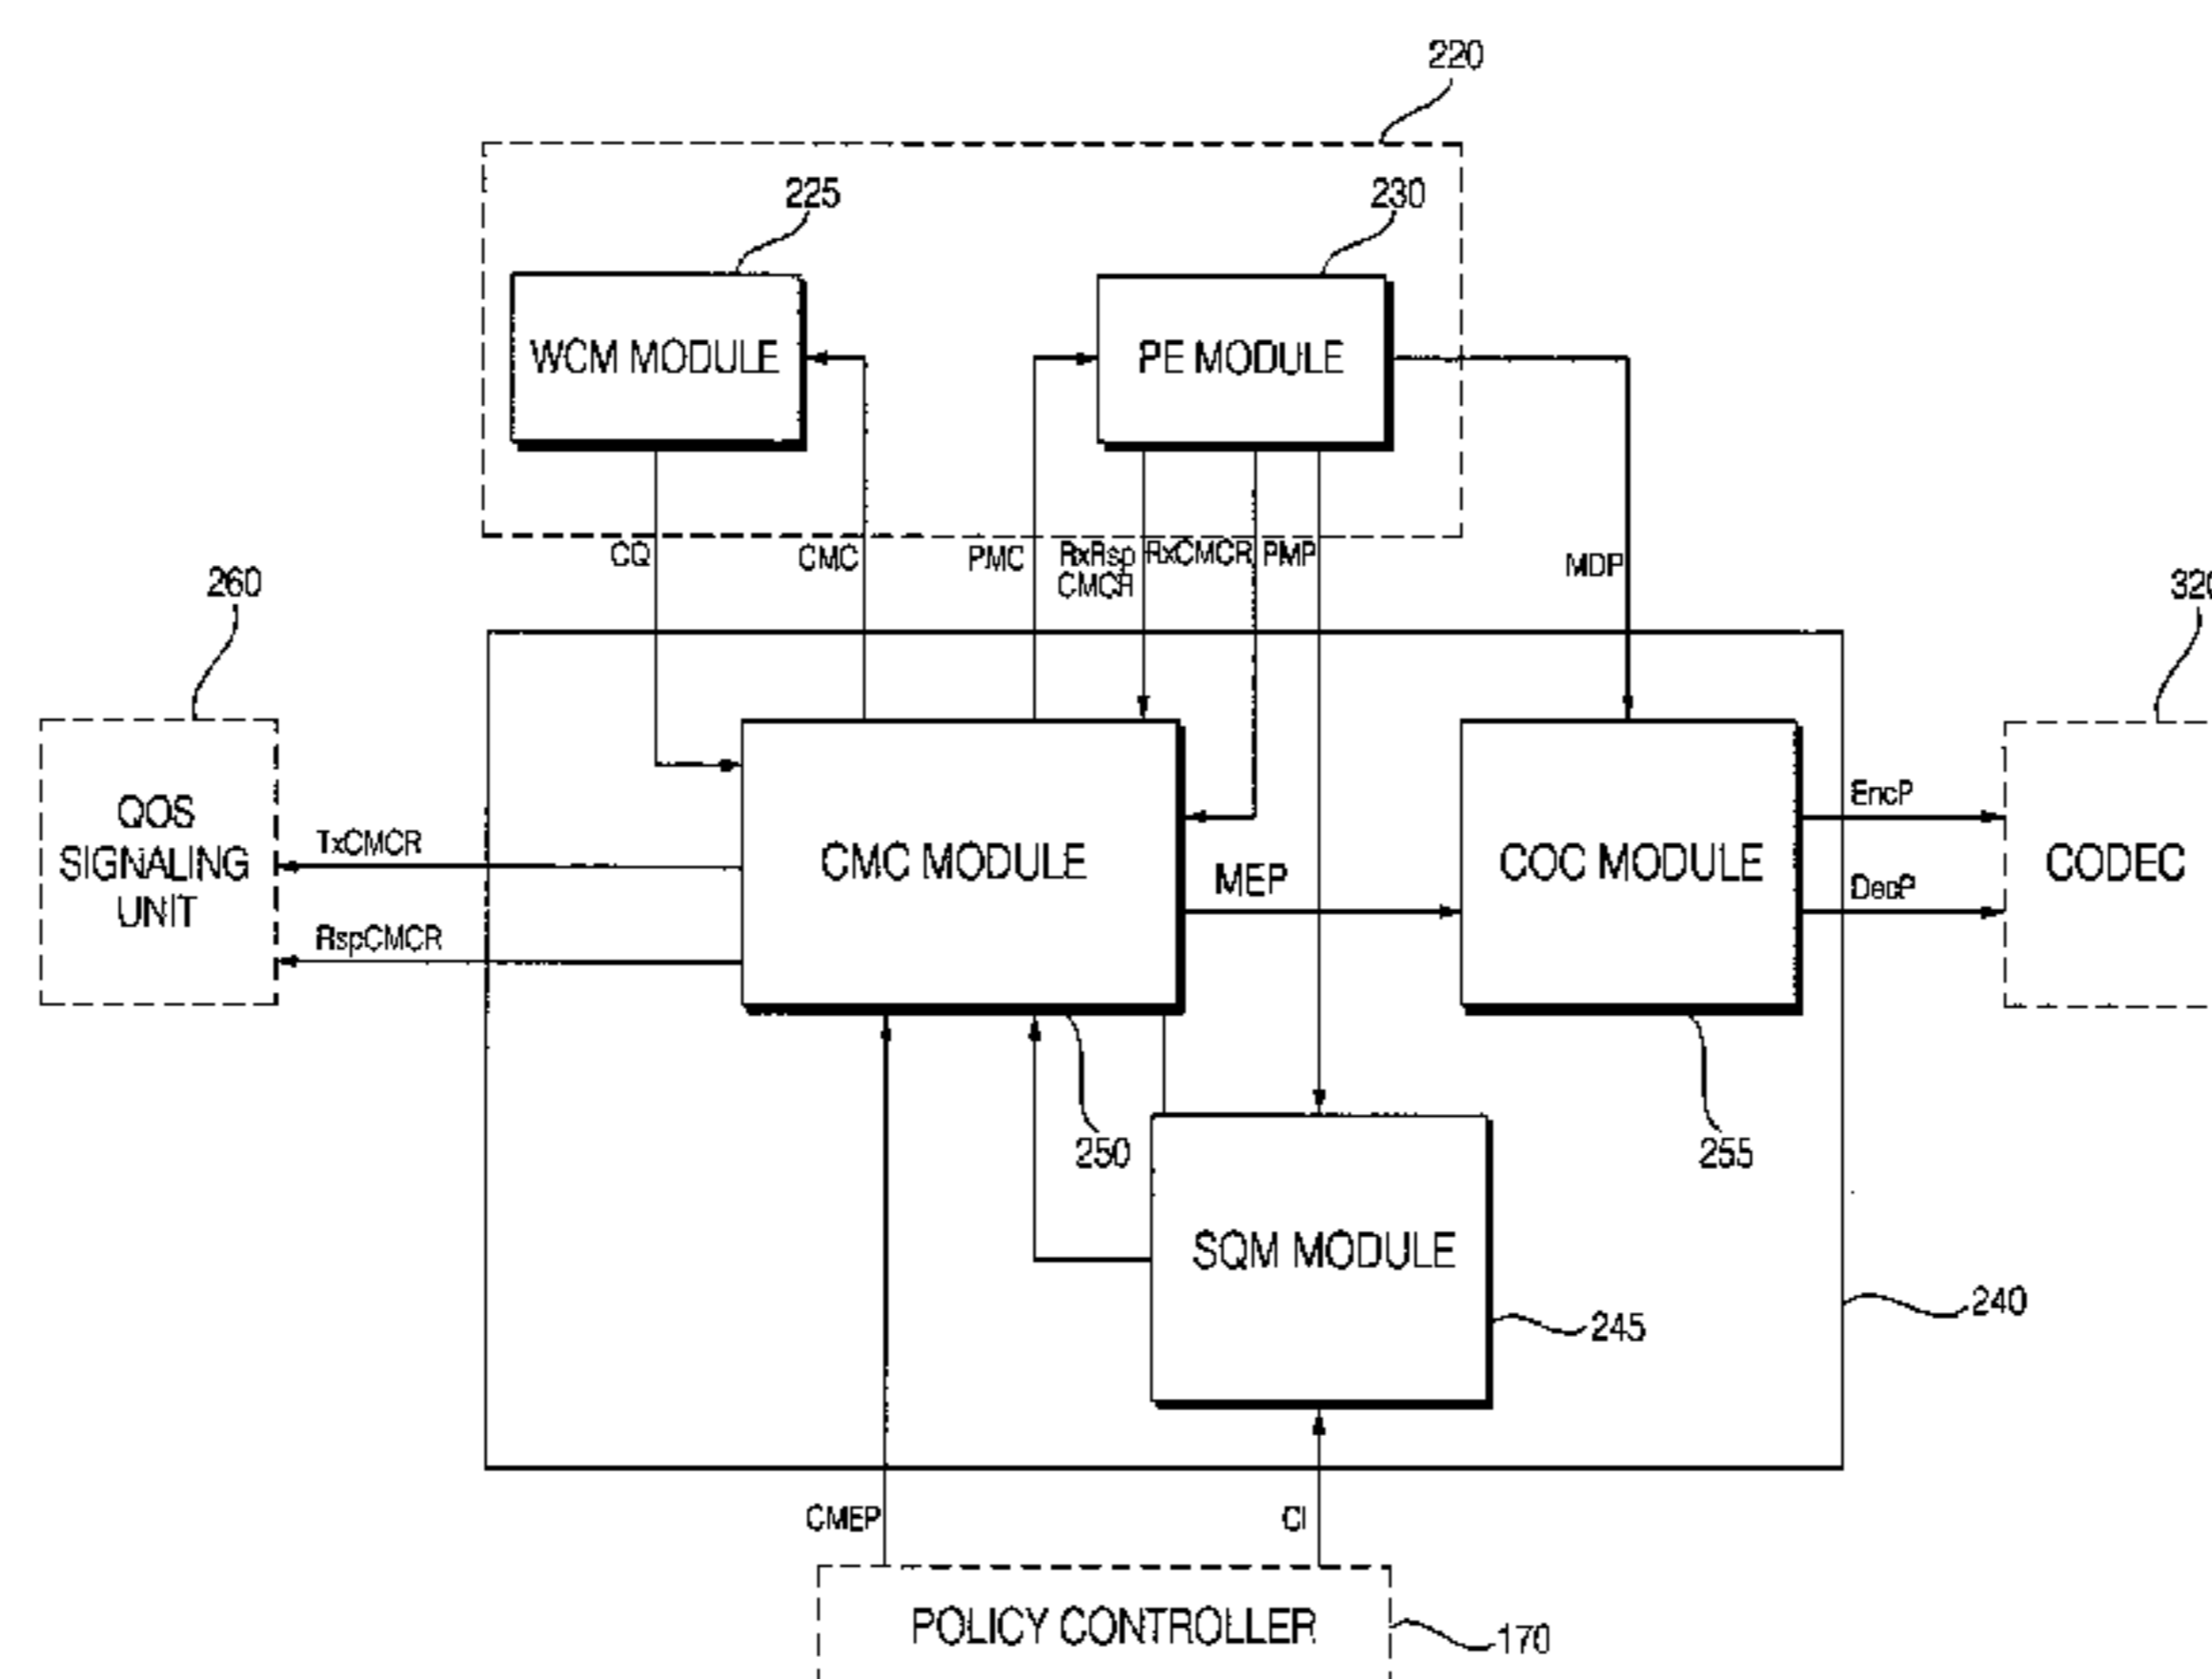 220
225
230
WCM MODULE
PE MODULE
CQ
CMC
PMC
RxRsp
CMCR
RxCMCR
PMP
MDP
260
320
QOS
SIGNALING
UNIT
TxCMCR
RspCMCR
CMC MODULE
MEP
COC MODULE
EncP
DecP
CODEC
250
255
SQM MODULE
245
240
CMEP
CI
POLICY CONTROLLER
170